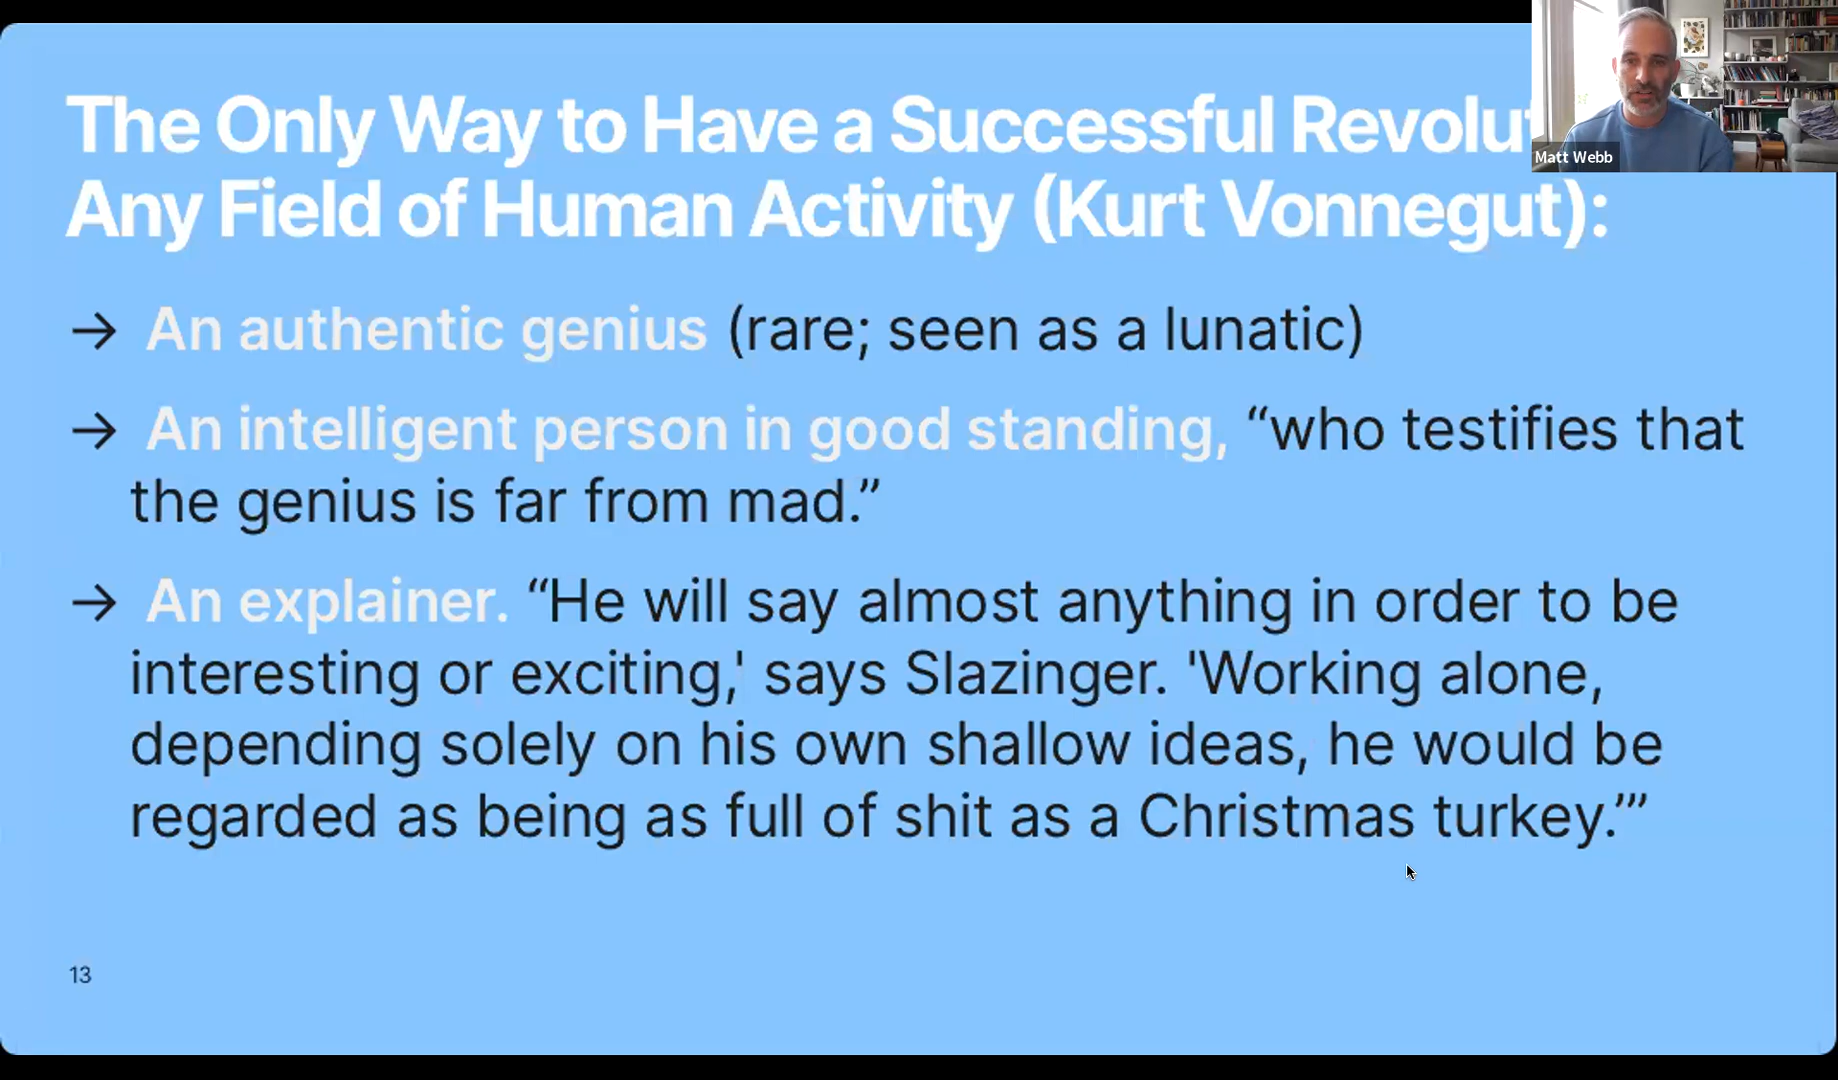 The Only Way to Have a Successful Revolut
Any Field of Human Activity (Kurt Vonnegut):
→ An authentic genius (rare; seen as a lunatic)
→ An intelligent person in good standing, “who testifies that
the genius is far from mad.”
→ An explainer. “He will say almost anything in order to be
interesting or exciting,' says Slazinger. 'Working alone,
depending solely on his own shallow ideas, he would be
regarded as being as full of shit as a Christmas turkey.’”
13
Matt Webb